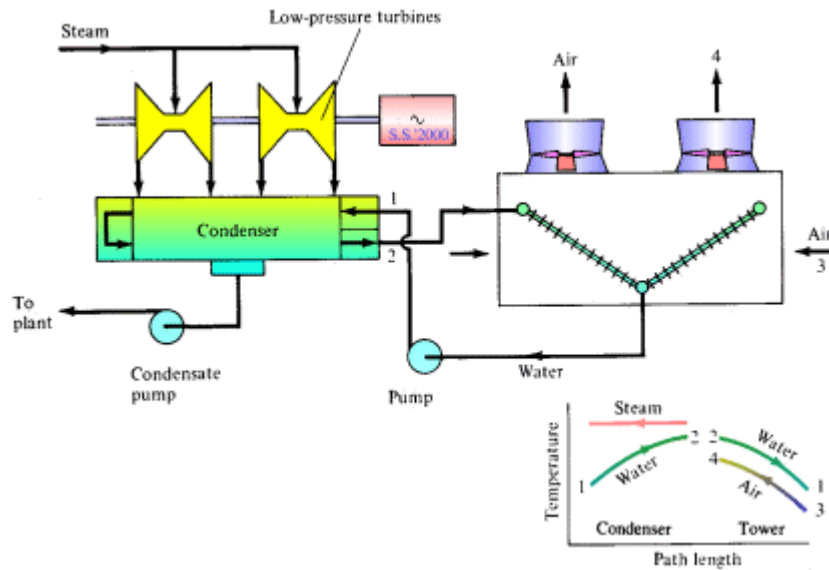 Low-pressure turbines
Steam
Air
4
~
S.S.'2000
1
Condenser
2
Air
3
To
plant
Condensate
pump
Pump
Water
Temperature
Steam
2
2
Water
4
1
Water
Air
1
3
Condenser
Tower
Path length